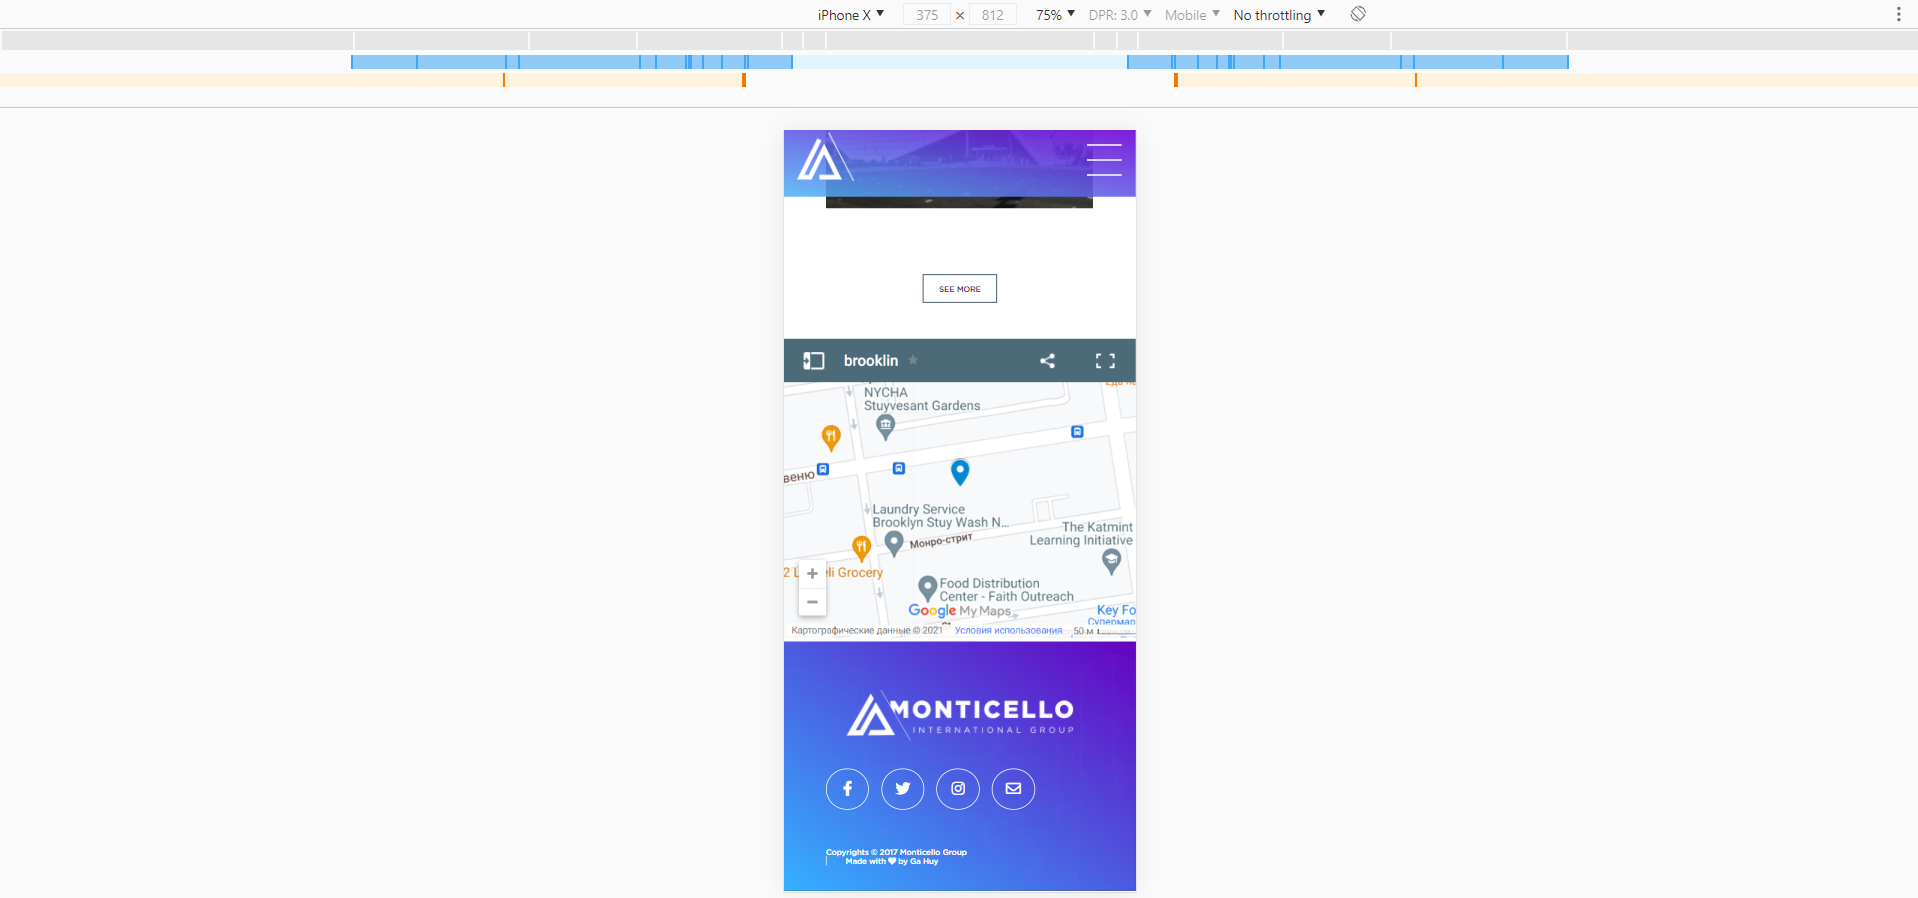 iPhone X 375 × 812 75% DPR: 3.0 Mobile No throttling
SEE MORE
brooklin
NYCHA
Stuyvesant Gardens
веню
Laundry Service
Brooklyn Stuy Wash N...
The Katmint
Learning Initiative
Монро-стрит
eli Grocery
Food Distribution
Center - Faith Outreach
Google My Maps
Key Fo
Супермар
Картографические данные © 2021 Условия использования 50 м
MONTICELLO
INTERNATIONAL GROUP
Copyrights © 2017 Monticello Group
| Made with ♥ by Ga Huy